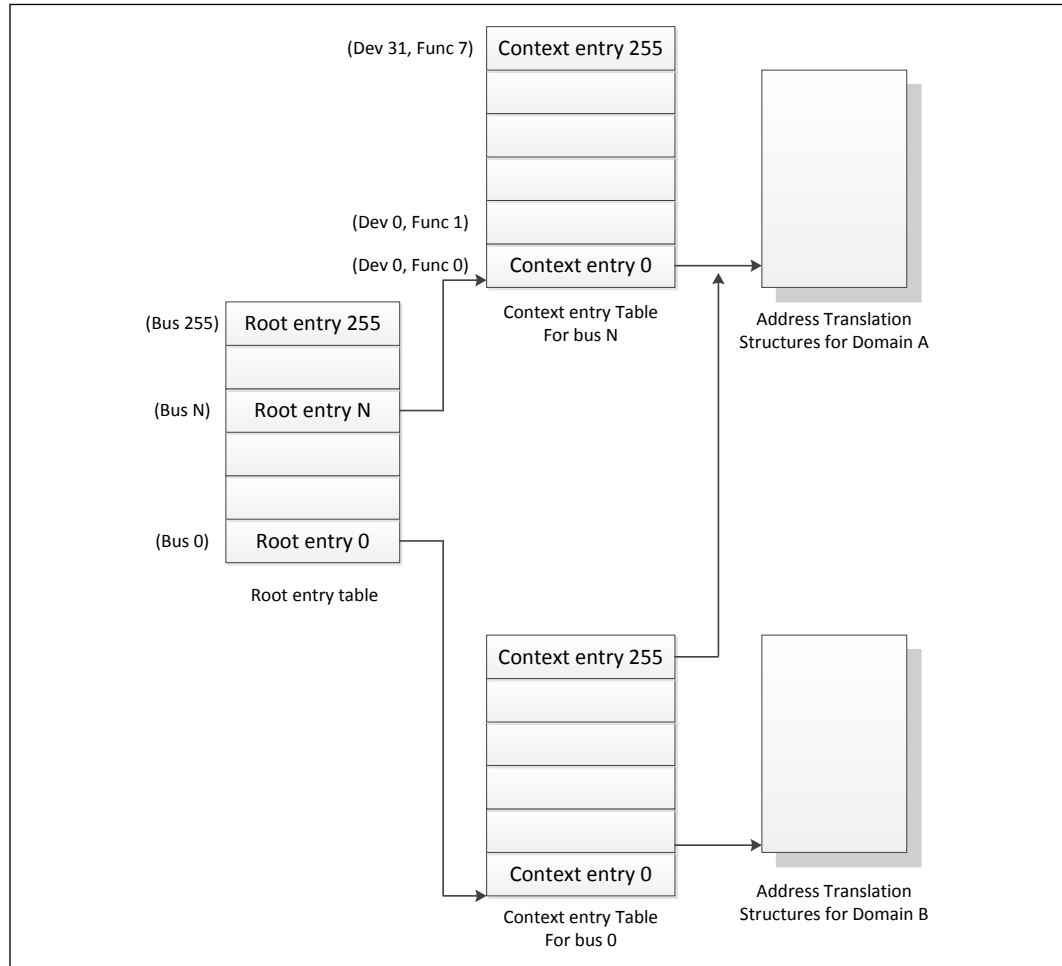 (Dev 31, Func 7)
Context entry 255
(Dev 0, Func 1)
(Dev 0, Func 0)
Context entry 0
Context entry Table
For bus N
Address Translation
Structures for Domain A
(Bus 255)
Root entry 255
(Bus N)
Root entry N
(Bus 0)
Root entry 0
Root entry table
Context entry 255
Context entry 0
Context entry Table
For bus 0
Address Translation
Structures for Domain B